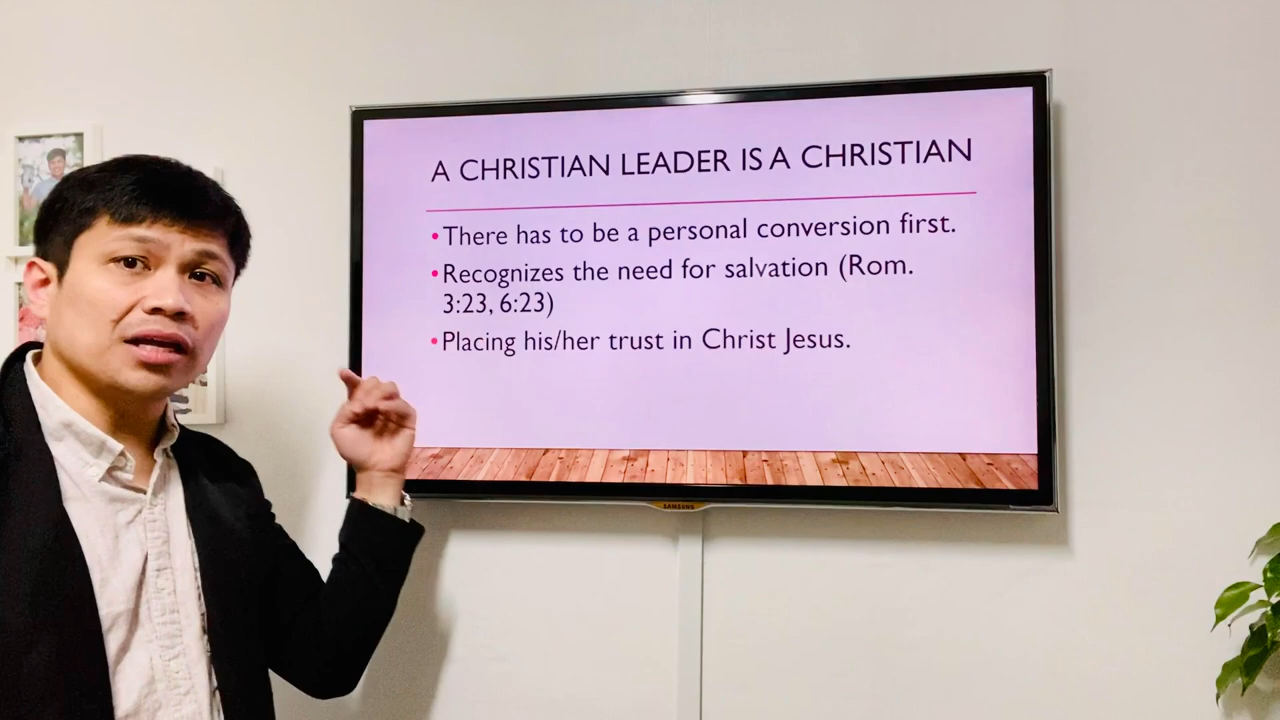 A CHRISTIAN LEADER IS A CHRISTIAN
•There has to be a personal conversion first.
•Recognizes the need for salvation (Rom.
3:23, 6:23)
•Placing his/her trust in Christ Jesus.
SAMSUNG